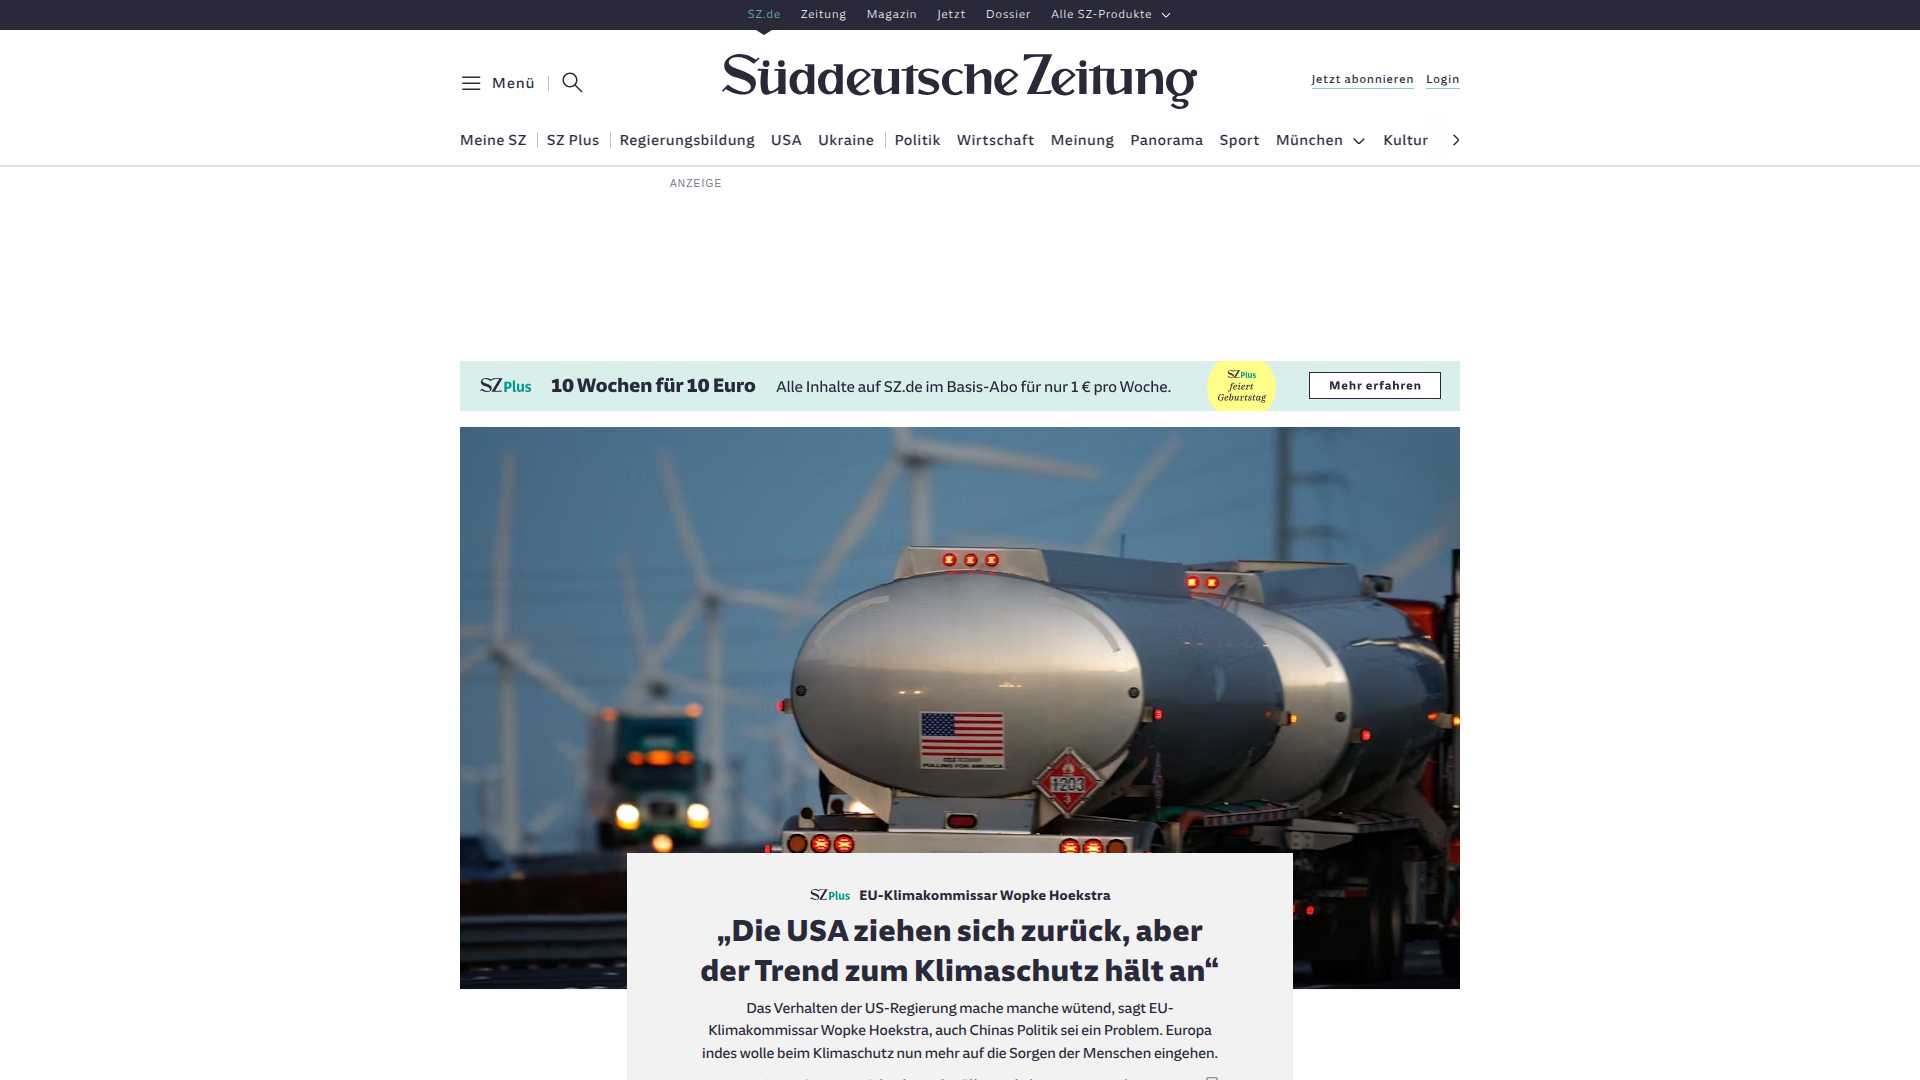 SZ.de Zeitung Magazin Jetzt Dossier Alle SZ-Produkte
Menü
Süddeutsche Zeitung
Jetzt abonnieren Login
Meine SZ SZ Plus Regierungsbildung USA Ukraine Politik Wirtschaft Meinung Panorama Sport München Kultur
ANZEIGE
SZ Plus 10 Wochen für 10 Euro Alle Inhalte auf SZ.de im Basis-Abo für nur 1 € pro Woche.
SZ Plus
feiert
Geburtstag
Mehr erfahren
PULLING FOR AMERICA
1203
3
SZ Plus EU-Klimakommissar Wopke Hoekstra
„Die USA ziehen sich zurück, aber
der Trend zum Klimaschutz hält an“
Das Verhalten der US-Regierung mache manche wütend, sagt EU-
Klimakommissar Wopke Hoekstra, auch Chinas Politik sei ein Problem. Europa
indes wolle beim Klimaschutz nun mehr auf die Sorgen der Menschen eingehen.